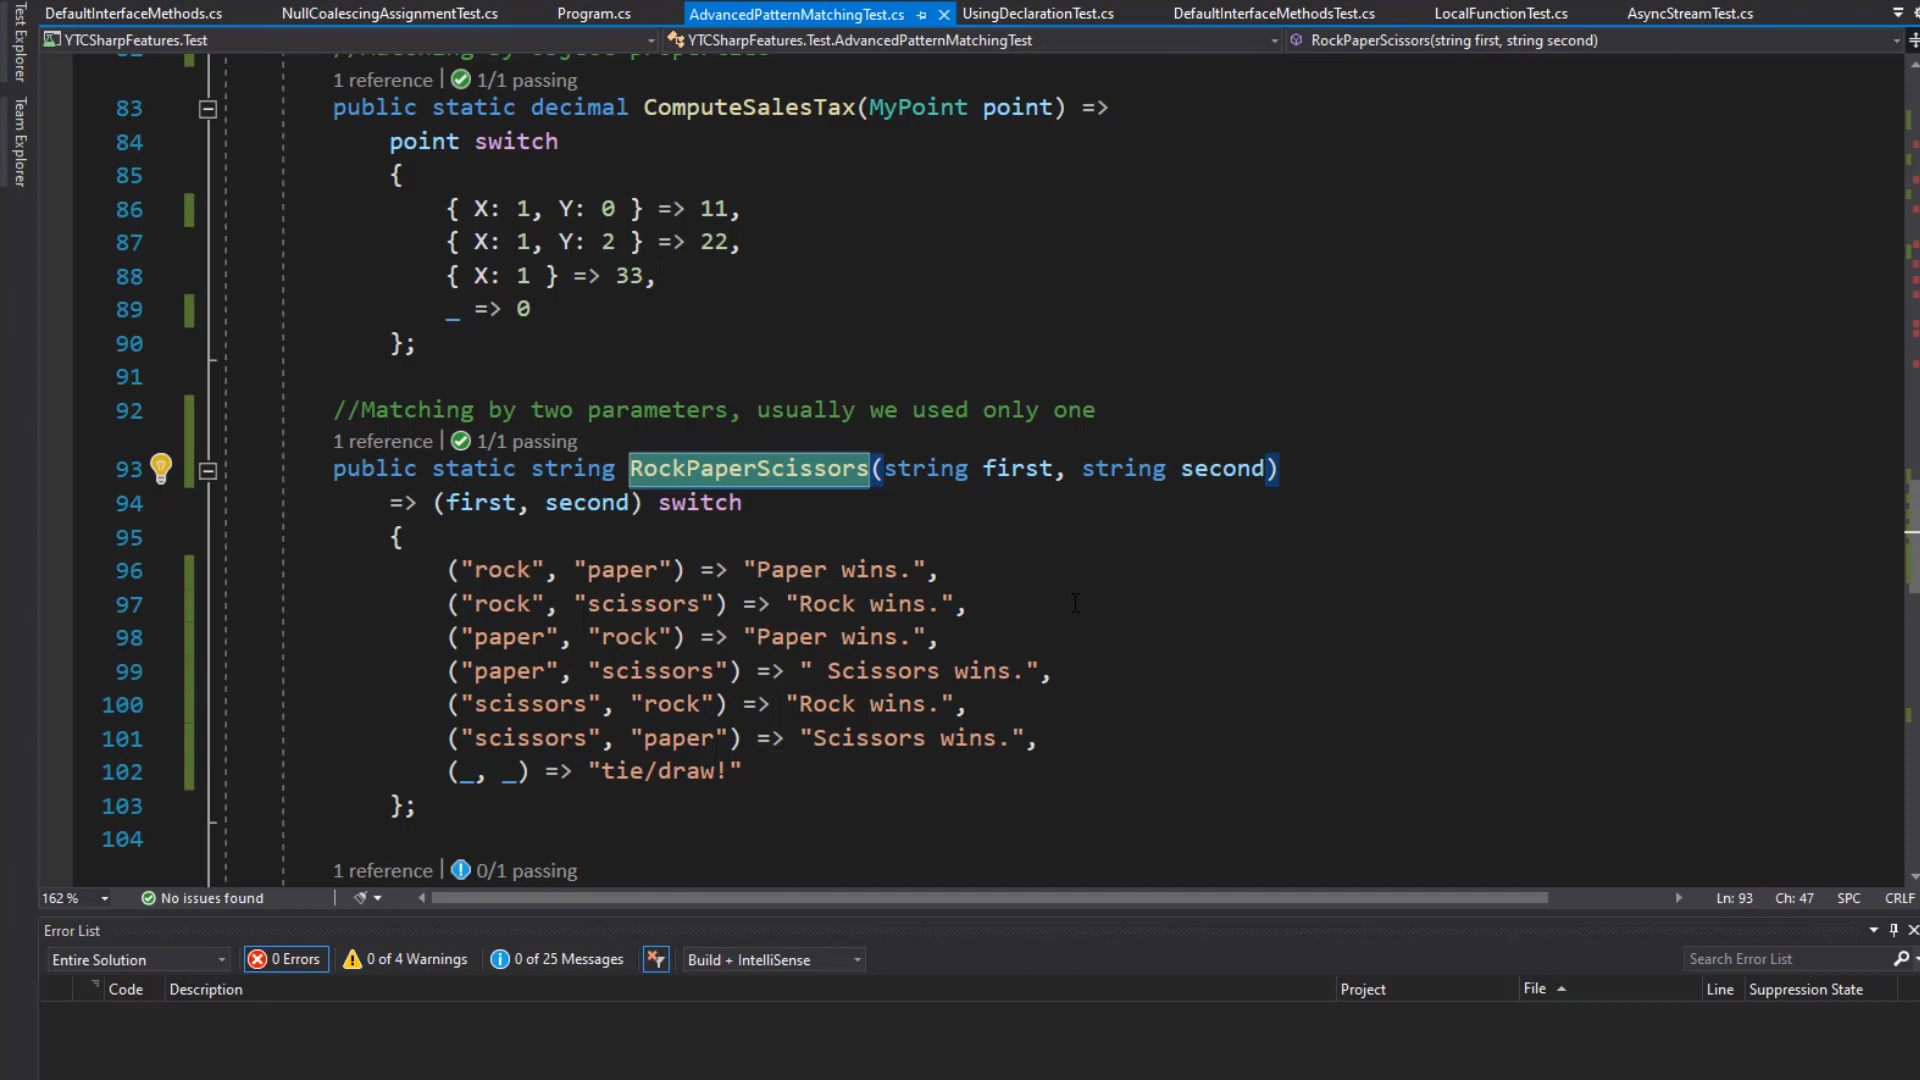 DefaultInterfaceMethods.cs NullCoalescingAssignmentTest.cs Program.cs AdvancedPatternMatchingTest.cs UsingDeclarationTest.cs DefaultInterfaceMethodsTest.cs LocalFunctionTest.cs AsyncStreamTest.cs
Test Explorer
Team Explorer
YTCSharpFeatures.Test YTCSharpFeatures.Test.AdvancedPatternMatchingTest RockPaperScissors(string first, string second)
1 reference | 1/1 passing
83 public static decimal ComputeSalesTax(MyPoint point) =>
84 point switch
85 {
86 { X: 1, Y: 0 } => 11,
87 { X: 1, Y: 2 } => 22,
88 { X: 1 } => 33,
89 _ => 0
90 };
91
92 //Matching by two parameters, usually we used only one
1 reference | 1/1 passing
93 public static string RockPaperScissors(string first, string second)
94 => (first, second) switch
95 {
96 ("rock", "paper") => "Paper wins.",
97 ("rock", "scissors") => "Rock wins.",
98 ("paper", "rock") => "Paper wins.",
99 ("paper", "scissors") => " Scissors wins.",
100 ("scissors", "rock") => "Rock wins.",
101 ("scissors", "paper") => "Scissors wins.",
102 (_, _) => "tie/draw!"
103 };
104
1 reference | 0/1 passing
162 % No issues found Ln: 93 Ch: 47 SPC CRLF
Error List
Entire Solution 0 Errors 0 of 4 Warnings 0 of 25 Messages Build + IntelliSense Search Error List
Code Description Project File Line Suppression State